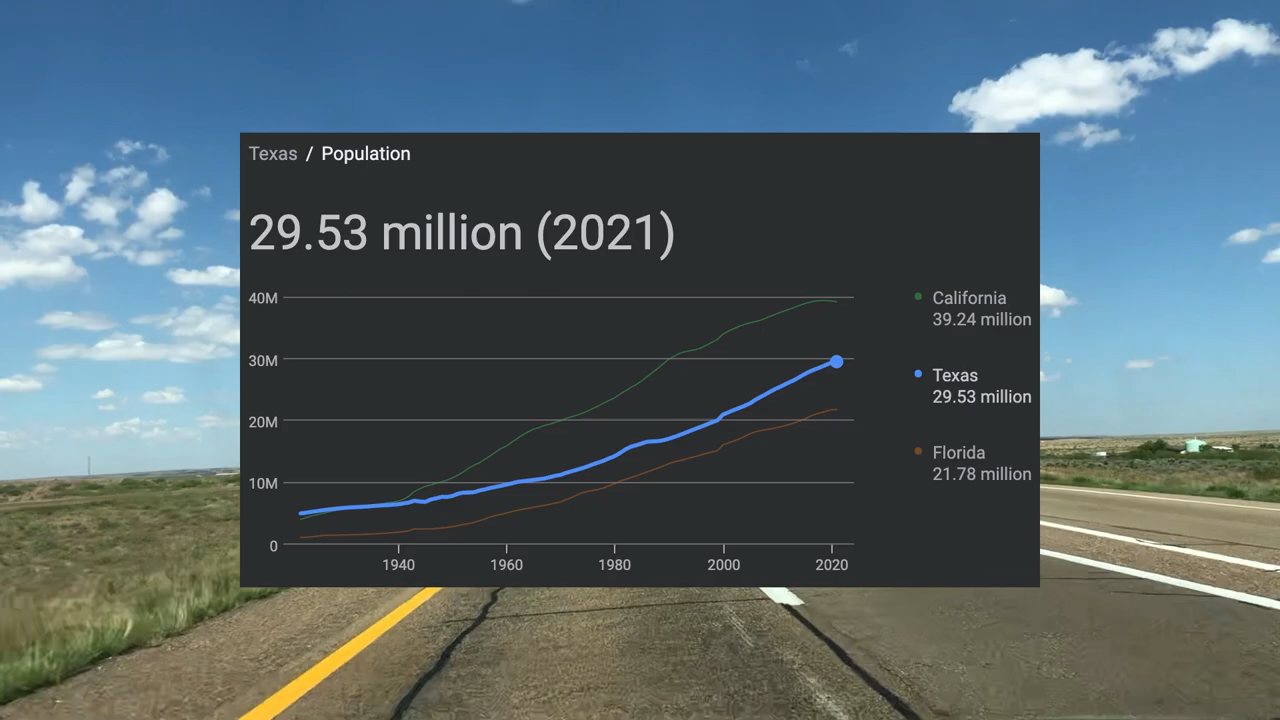 Texas / Population
29.53 million (2021)
40M
30M
20M
10M
0
1940 1960 1980 2000 2020
California
39.24 million
Texas
29.53 million
Florida
21.78 million